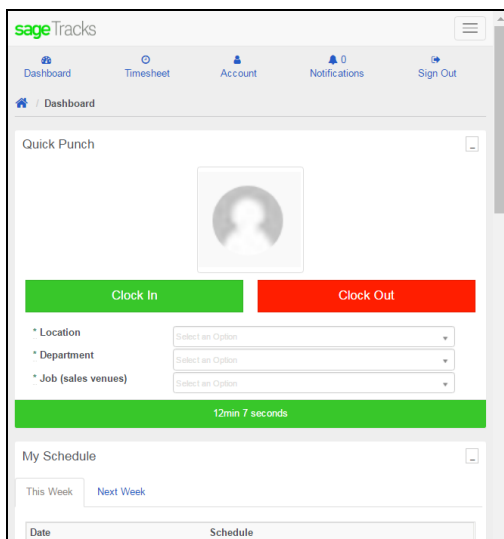 sageTracks
Dashboard Timesheet Account 0 Notifications Sign Out
/ Dashboard
Quick Punch
Clock In Clock Out
* Location Select an Option
* Department Select an Option
* Job (sales venues) Select an Option
12min 7 seconds
My Schedule
This Week Next Week
Date Schedule